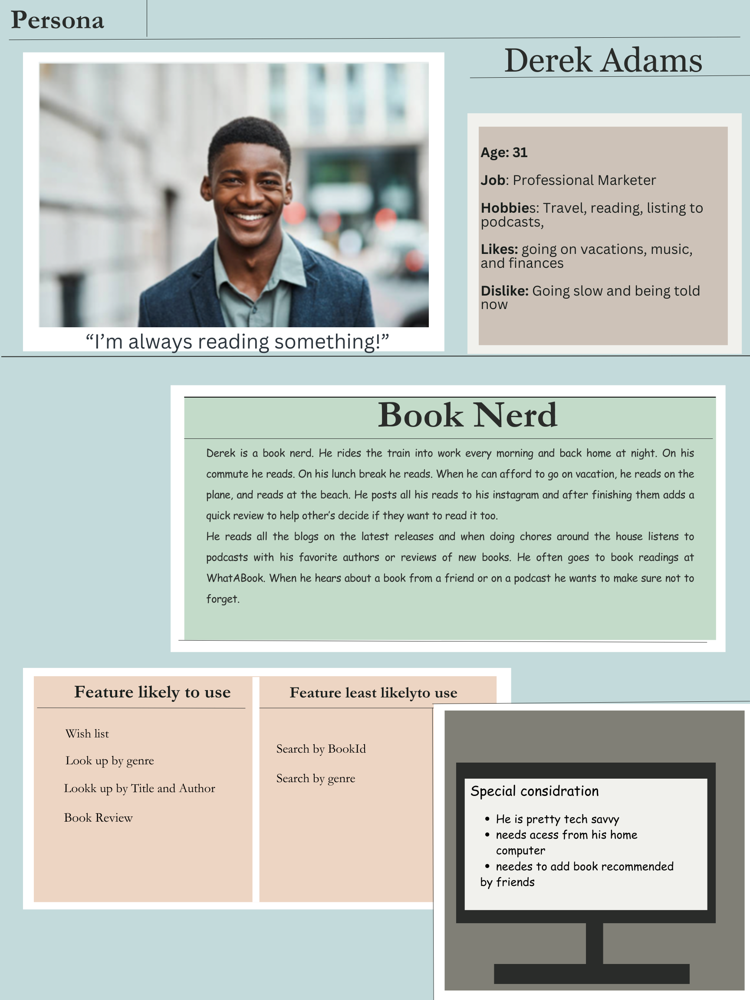 Persona
Derek Adams
Age: 31
Job: Professional Marketer
Hobbies: Travel, reading, listing to
podcasts,
Likes: going on vacations, music,
and finances
Dislike: Going slow and being told
now
“I’m always reading something!”
Book Nerd
Derek is a book nerd. He rides the train into work every morning and back home at night. On his
commute he reads. On his lunch break he reads. When he can afford to go on vacation, he reads on the
plane, and reads at the beach. He posts all his reads to his instagram and after finishing them adds a
quick review to help other’s decide if they want to read it too.
He reads all the blogs on the latest releases and when doing chores around the house listens to
podcasts with his favorite authors or reviews of new books. He often goes to book readings at
WhatABook. When he hears about a book from a friend or on a podcast he wants to make sure not to
forget.
Feature likely to use
Wish list
Look up by genre
Lookk up by Title and Author
Book Review
Feature least likelyto use
Search by BookId
Search by genre
Special considration
• He is pretty tech savvy
• needs acess from his home
computer
• needes to add book recommended
by friends